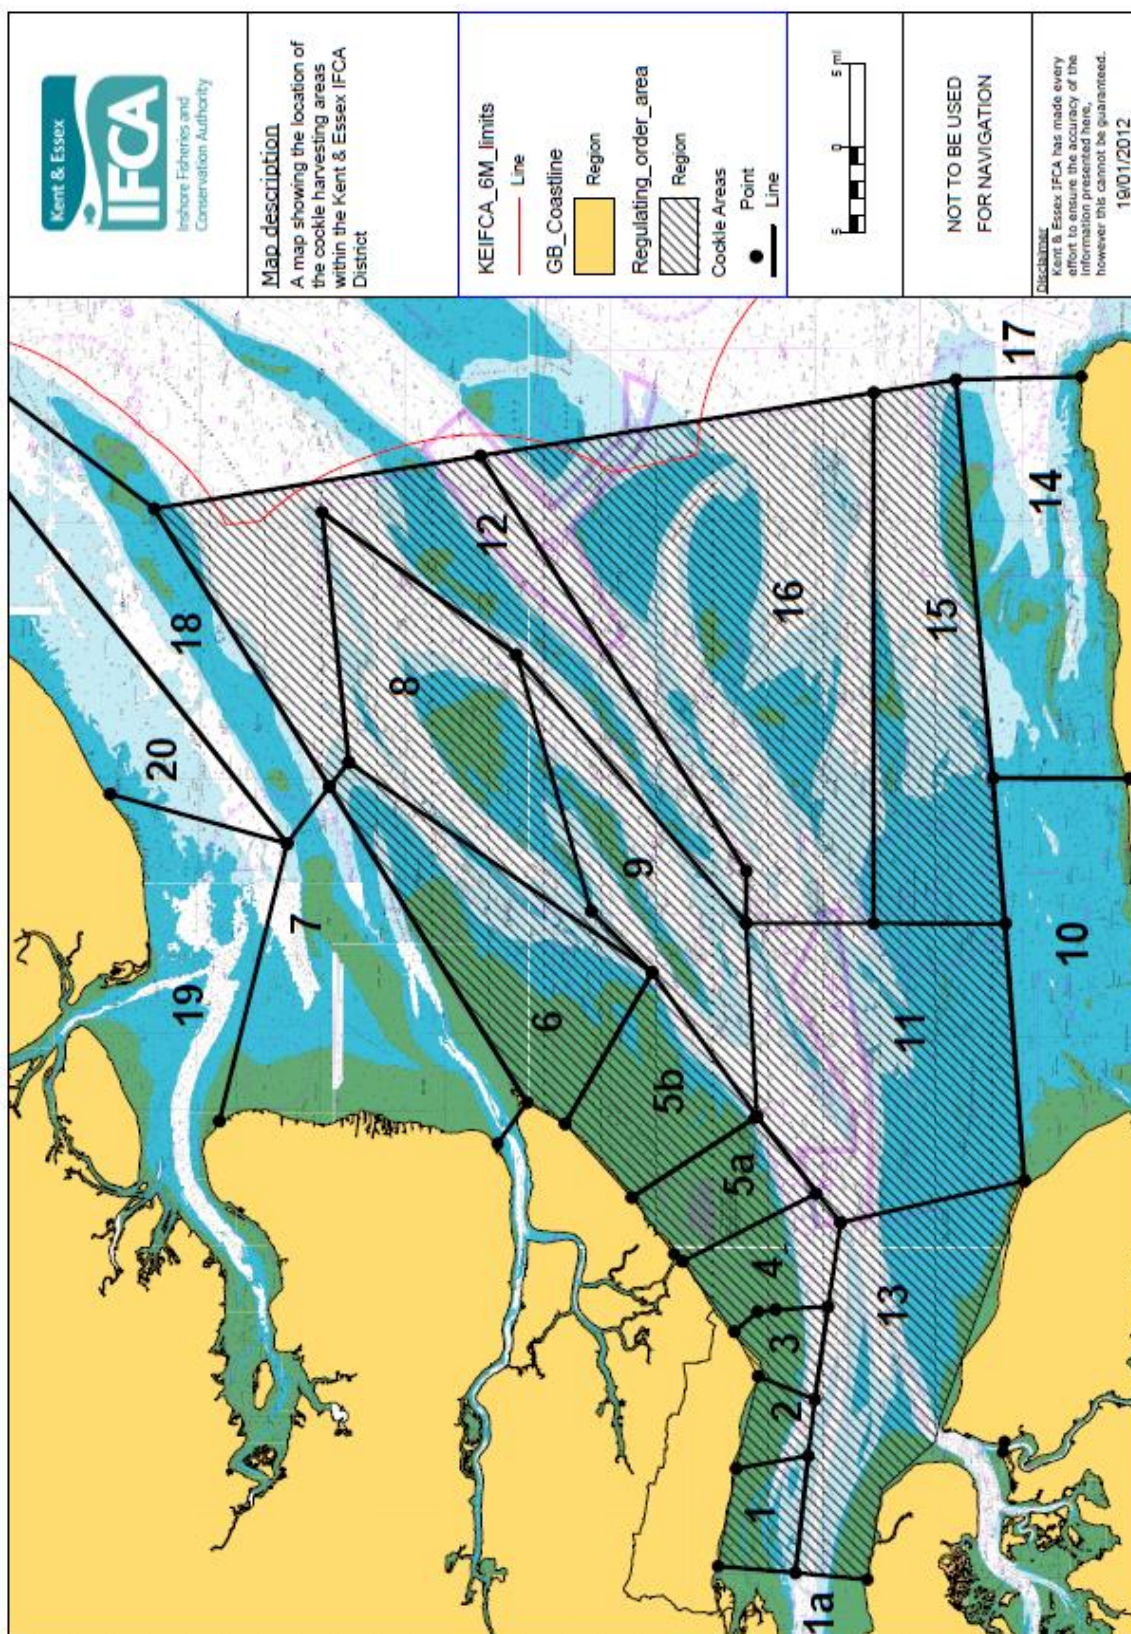 Kent & Essex
IFCA
Inshore Fisheries and
Conservation Authority
Map description
A map showing the location of
the cockle harvesting areas
within the Kent & Essex IFCA
District
KEIFCA_6M_limits
Line
GB_Coastline
Region
Regulating_order_area
Region
Cockle Areas
Point
Line
5
0
5 ml
NOT TO BE USED
FOR NAVIGATION
Disclaimer
Kent & Essex IFCA has made every
effort to ensure the accuracy of the
information presented here,
however this cannot be guaranteed.
19/01/2012
20
18
19
7
8
12
6
9
16
5b
5a
15
14
17
4
11
10
3
2
13
1
1a